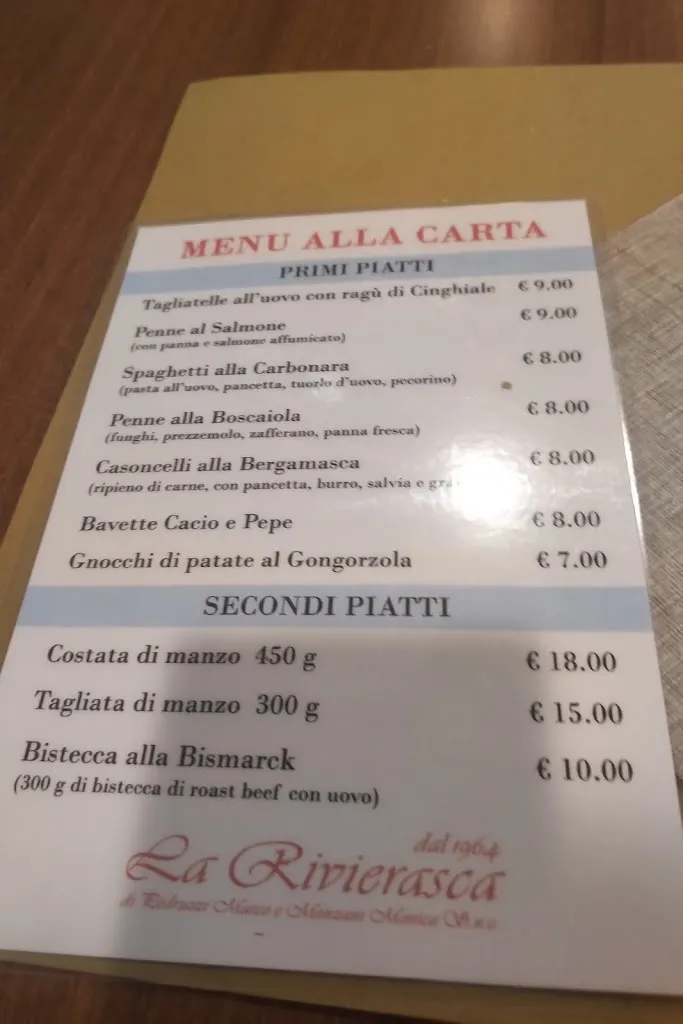 MENU ALLA CARTA
PRIMI PIATTI
Tagliatelle all'uovo con ragù di Cinghiale € 9.00
Penne al Salmone € 9.00
(con panna e salmone affumicato)
Spaghetti alla Carbonara € 8.00
(pasta all'uovo, pancetta, tuorlo d'uovo, pecorino)
Penne alla Boscaiola € 8.00
(funghi, prezzemolo, zafferano, panna fresca)
Casoncelli alla Bergamasca € 8.00
(ripieno di carne, con pancetta, burro, salvia e
Bavette Cacio e Pepe € 8.00
Gnocchi di patate al Gongorzola € 7.00
SECONDI PIATTI
Costata di manzo 450 g € 18.00
Tagliata di manzo 300 g € 15.00
Bistecca alla Bismarck € 10.00
(300 g di bistecca di roast beef con uovo)
dal 1964
La Rivierasca
di Marco e Monica S.n.c.